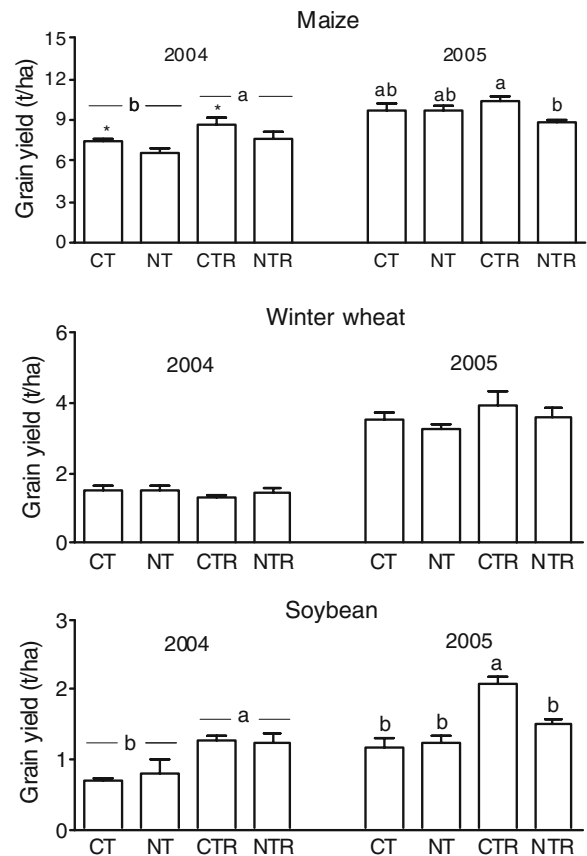 Maize
Grain yield (t/ha)
15
12
9
6
3
0
2004
2005
b
a
*
*
ab
ab
a
b
CT NT CTR NTR CT NT CTR NTR
Winter wheat
Grain yield (t/ha)
6
4
2
0
2004
2005
CT NT CTR NTR CT NT CTR NTR
Soybean
Grain yield (t/ha)
3
2
1
0
2004
2005
b
a
b
b
a
b
CT NT CTR NTR CT NT CTR NTR